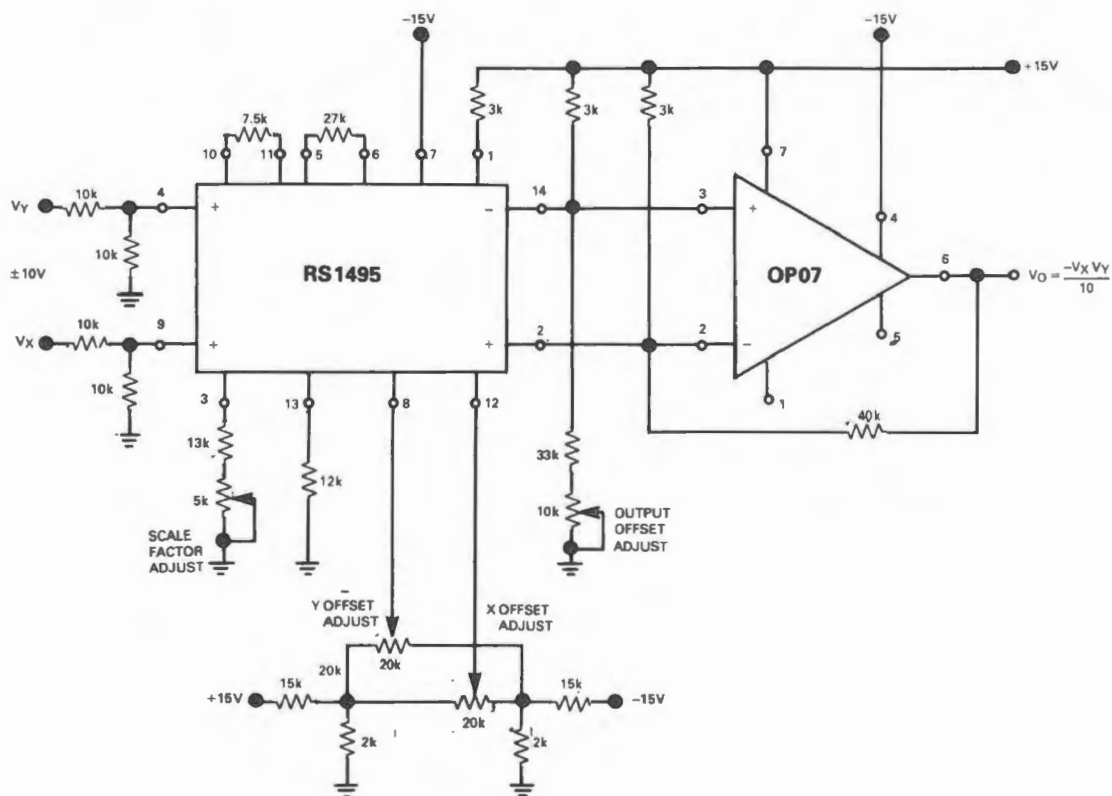 -15V
-15V
+15V
3k
3k
3k
7.5k
27k
10
11
5
6
17
1
7
10k
4
14
3
4
VY
+
-
+
10k
±10V
RS1495
OP07
6
VO = -VX VY
10
10k
9
2
2
5
VX
+
+
-
10k
1
3
13
8
12
40k
13k
33k
12k
5k
10k
OUTPUT
OFFSET
ADJUST
SCALE
FACTOR
ADJUST
Y OFFSET
ADJUST
X OFFSET
ADJUST
20k
20k
+15V
15k
15k
-15V
20k
2k
2k